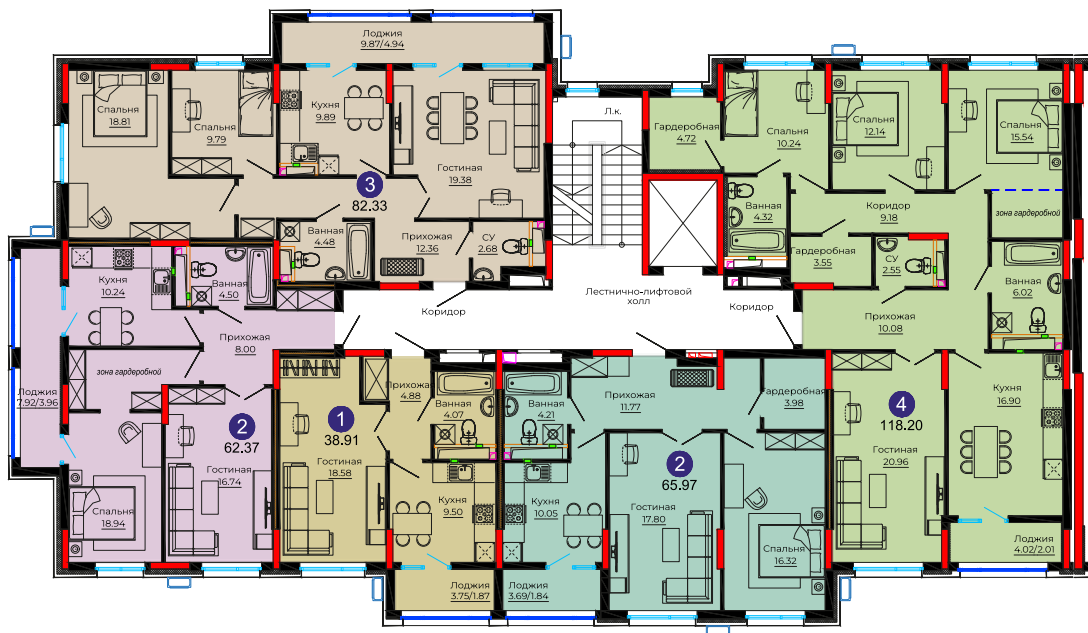 Лоджия
9.87/4.94
Спальня
18.81
Спальня
9.79
Кухня
9.89
Гостиная
19.38
3
82.33
4.48
Ванная
Прихожая
12.36
СУ
2.68
Л.к.
Гардеробная
4.72
Спальня
10.24
Спальня
12.14
Спальня
15.54
Ванная
4.32
Коридор
9.18
зона гардеробной
Гардеробная
3.55
СУ
2.55
Ванная
6.02
Прихожая
10.08
Лестнично-лифтовой
холл
Коридор
Коридор
Кухня
10.24
Ванная
4.50
Прихожая
8.00
зона гардеробной
Лоджия
7.92/3.96
2
62.37
Гостиная
16.74
Спальня
18.94
1
38.91
Прихожая
4.88
Ванная
4.07
Гостиная
18.58
Кухня
9.50
Лоджия
3.75/1.87
Ванная
4.21
Прихожая
11.77
Гардеробная
3.98
2
65.97
Кухня
10.05
Гостиная
17.80
Спальня
16.32
Лоджия
3.69/1.84
4
118.20
Гостиная
20.96
Кухня
16.90
Лоджия
4.02/2.01